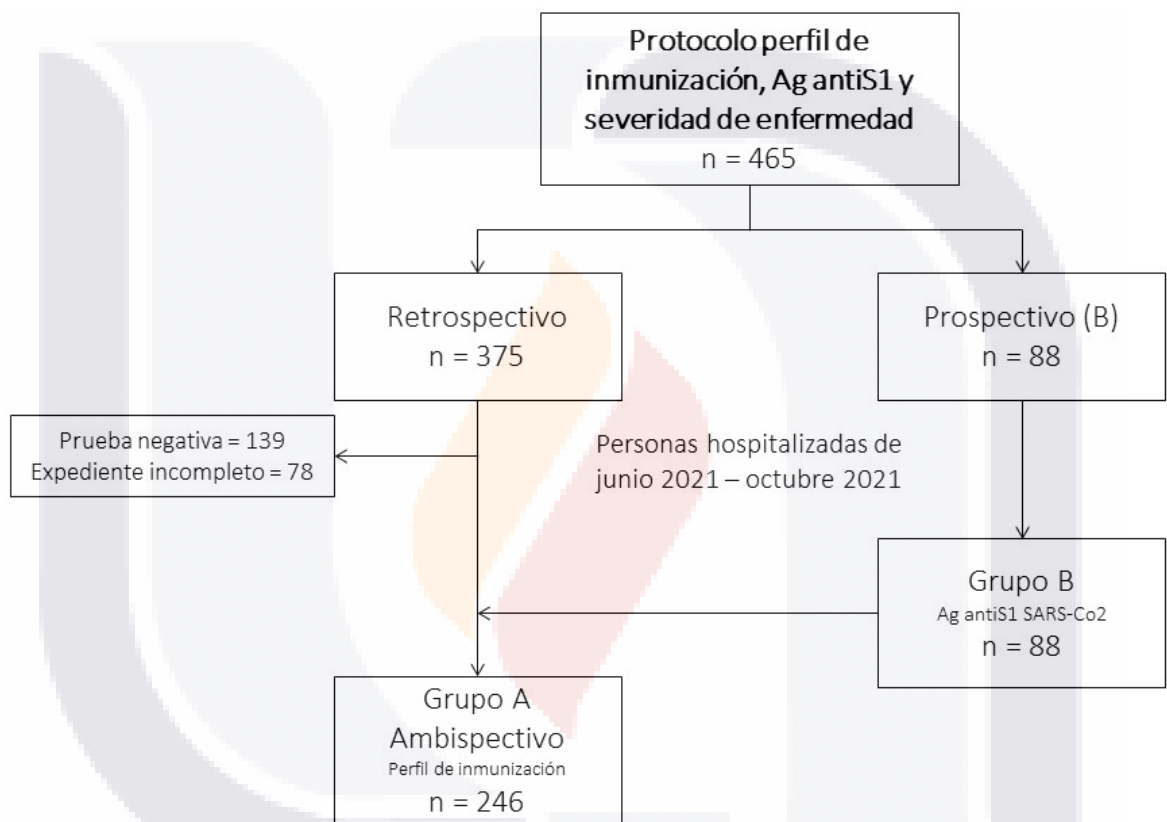 Protocolo perfil de
inmunización, Ag antiS1 y
severidad de enfermedad
n = 465
Retrospectivo
n = 375
Prospectivo (B)
n = 88
Prueba negativa = 139
Expediente incompleto = 78
Personas hospitalizadas de
junio 2021 – octubre 2021
Grupo B
Ag antiS1 SARS-Co2
n = 88
Grupo A
Ambispectivo
Perfil de inmunización
n = 246